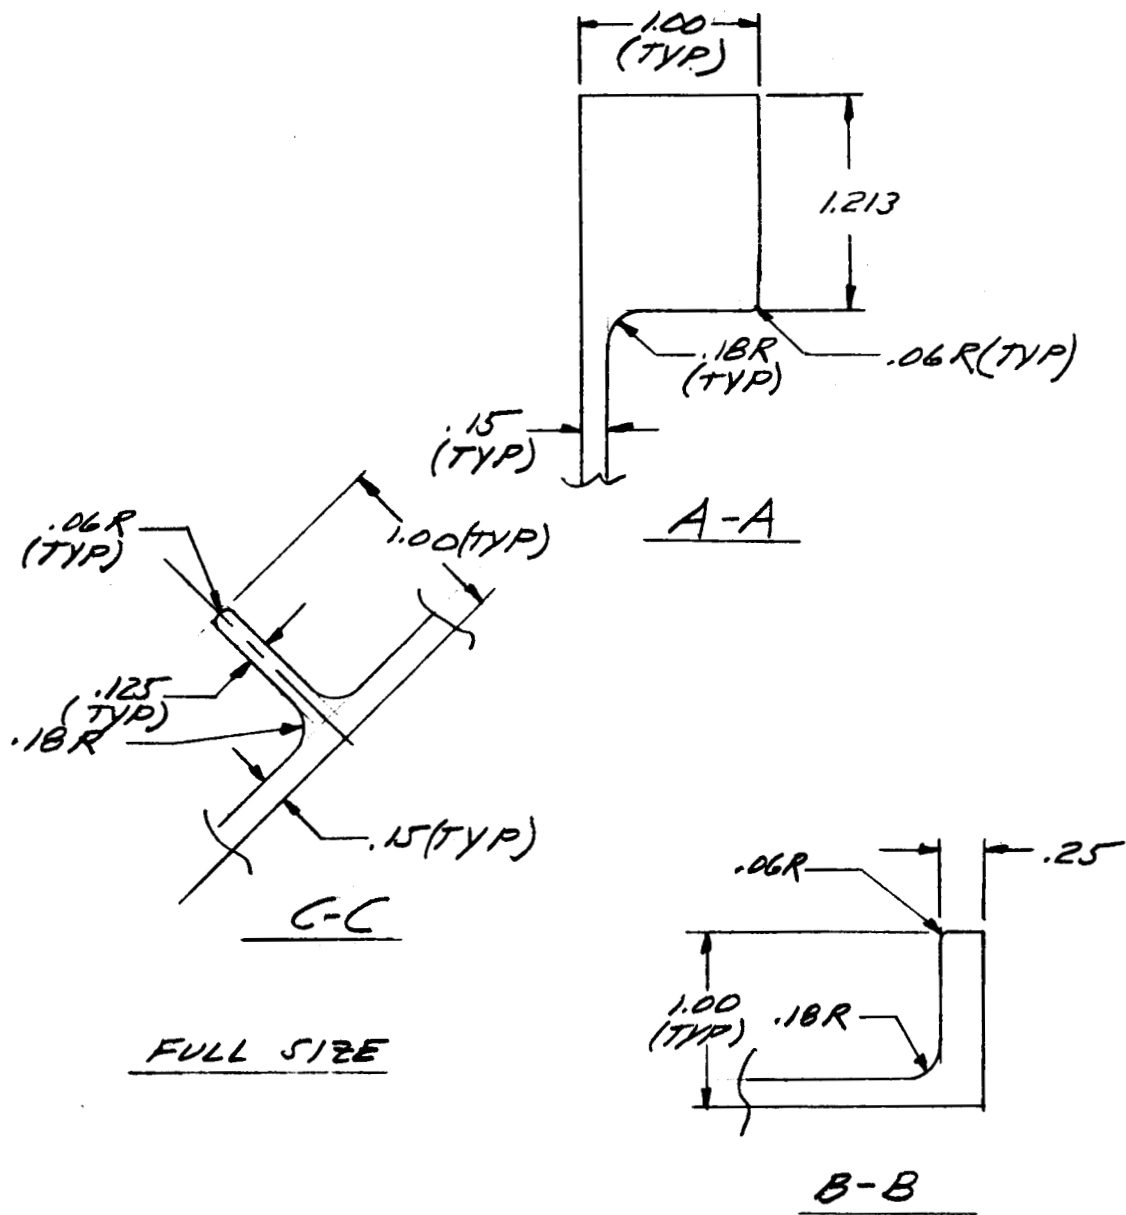 1.00
(TYP)
1.213
.18R
(TYP)
.06R(TYP)
.15
(TYP)
A-A
.06R
(TYP)
1.00(TYP)
.125
(TYP)
.18R
.15(TYP)
C-C
.06R
.25
1.00
(TYP)
.18R
FULL SIZE
B-B